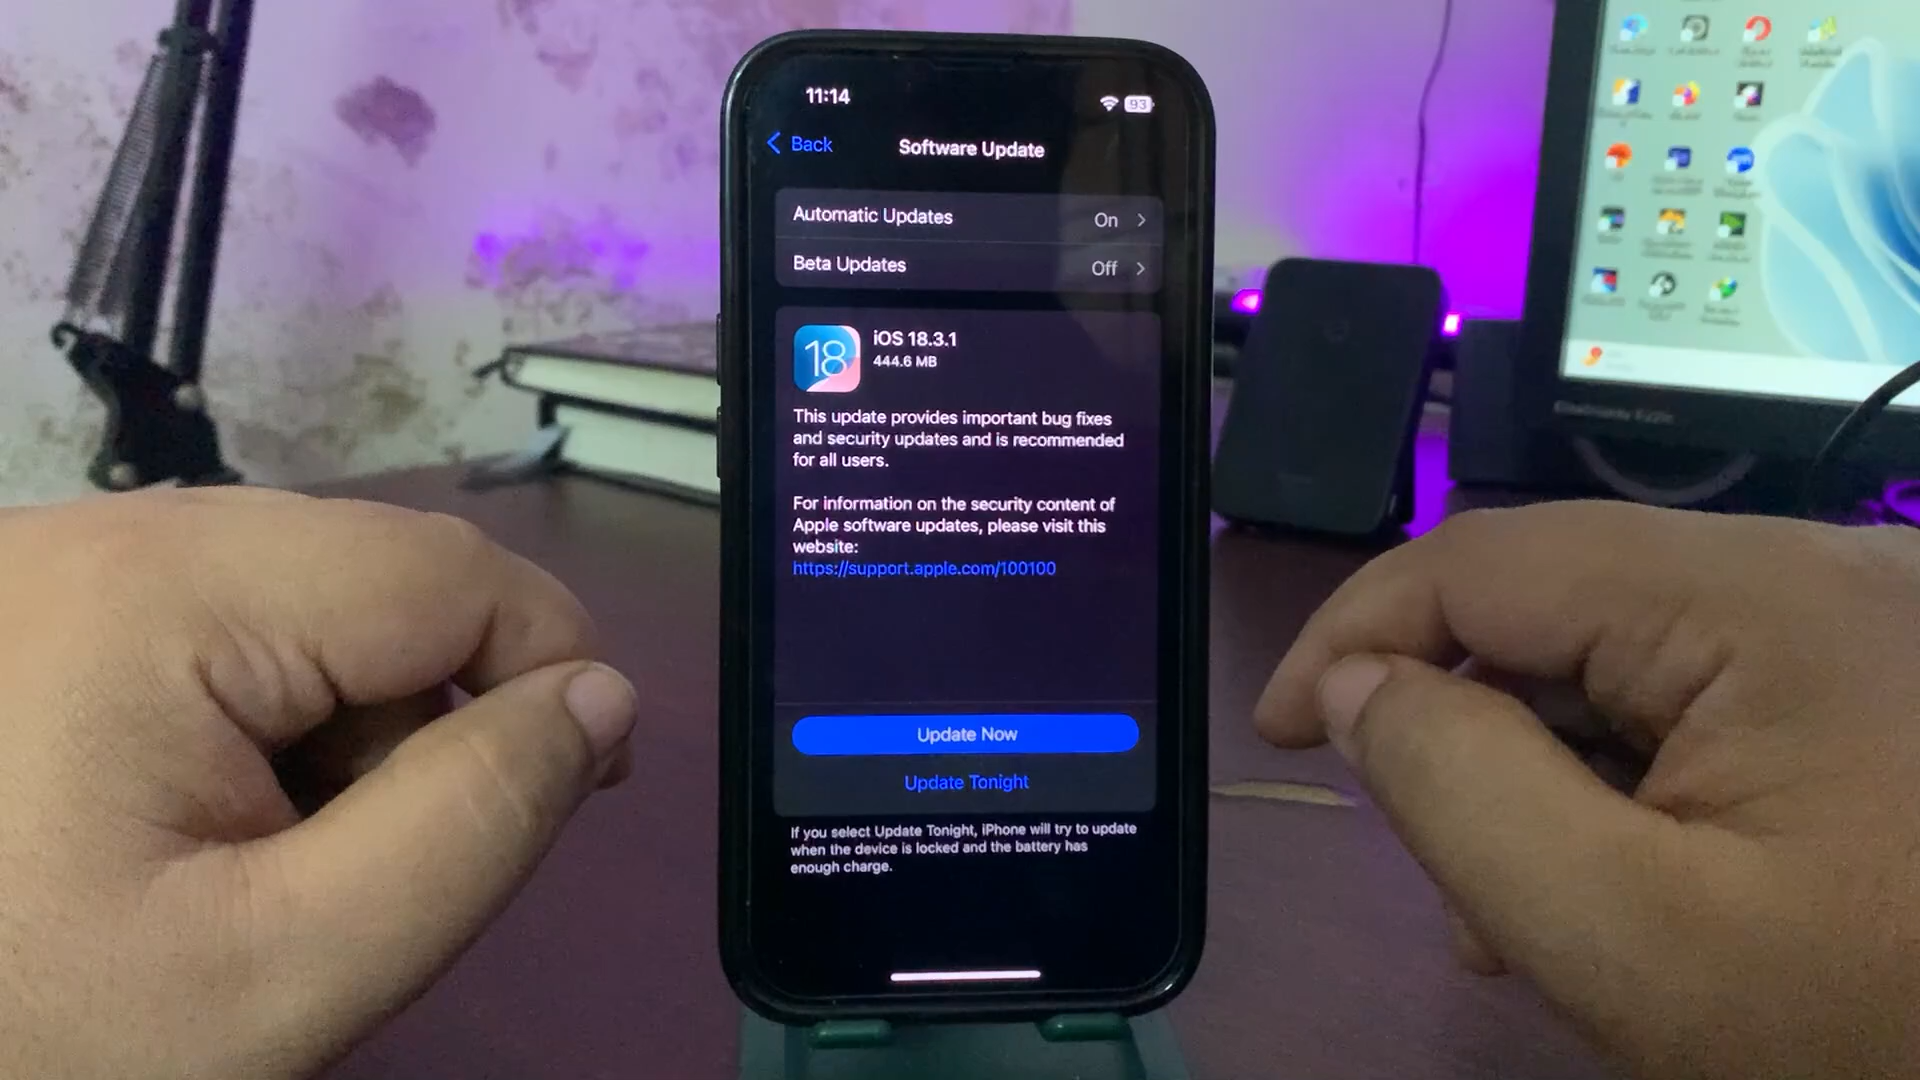 11:14
93
Back
Software Update
Automatic Updates On
Beta Updates Off
18
iOS 18.3.1
444.6 MB
This update provides important bug fixes
and security updates and is recommended
for all users.
For information on the security content of
Apple software updates, please visit this
website:
https://support.apple.com/100100
Update Now
Update Tonight
If you select Update Tonight, iPhone will try to update
when the device is locked and the battery has
enough charge.